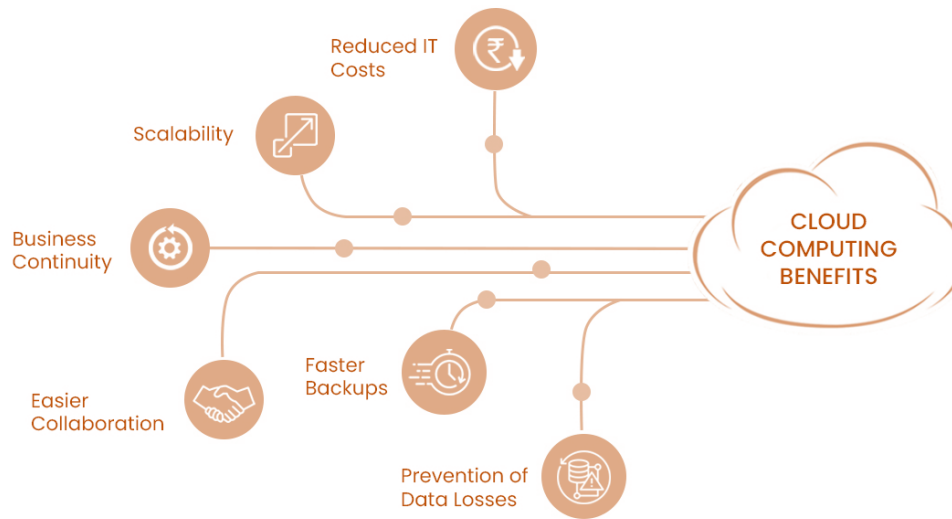 Reduced IT
Costs
Scalability
Business
Continuity
Easier
Collaboration
Faster
Backups
Prevention of
Data Losses
CLOUD
COMPUTING
BENEFITS
₹